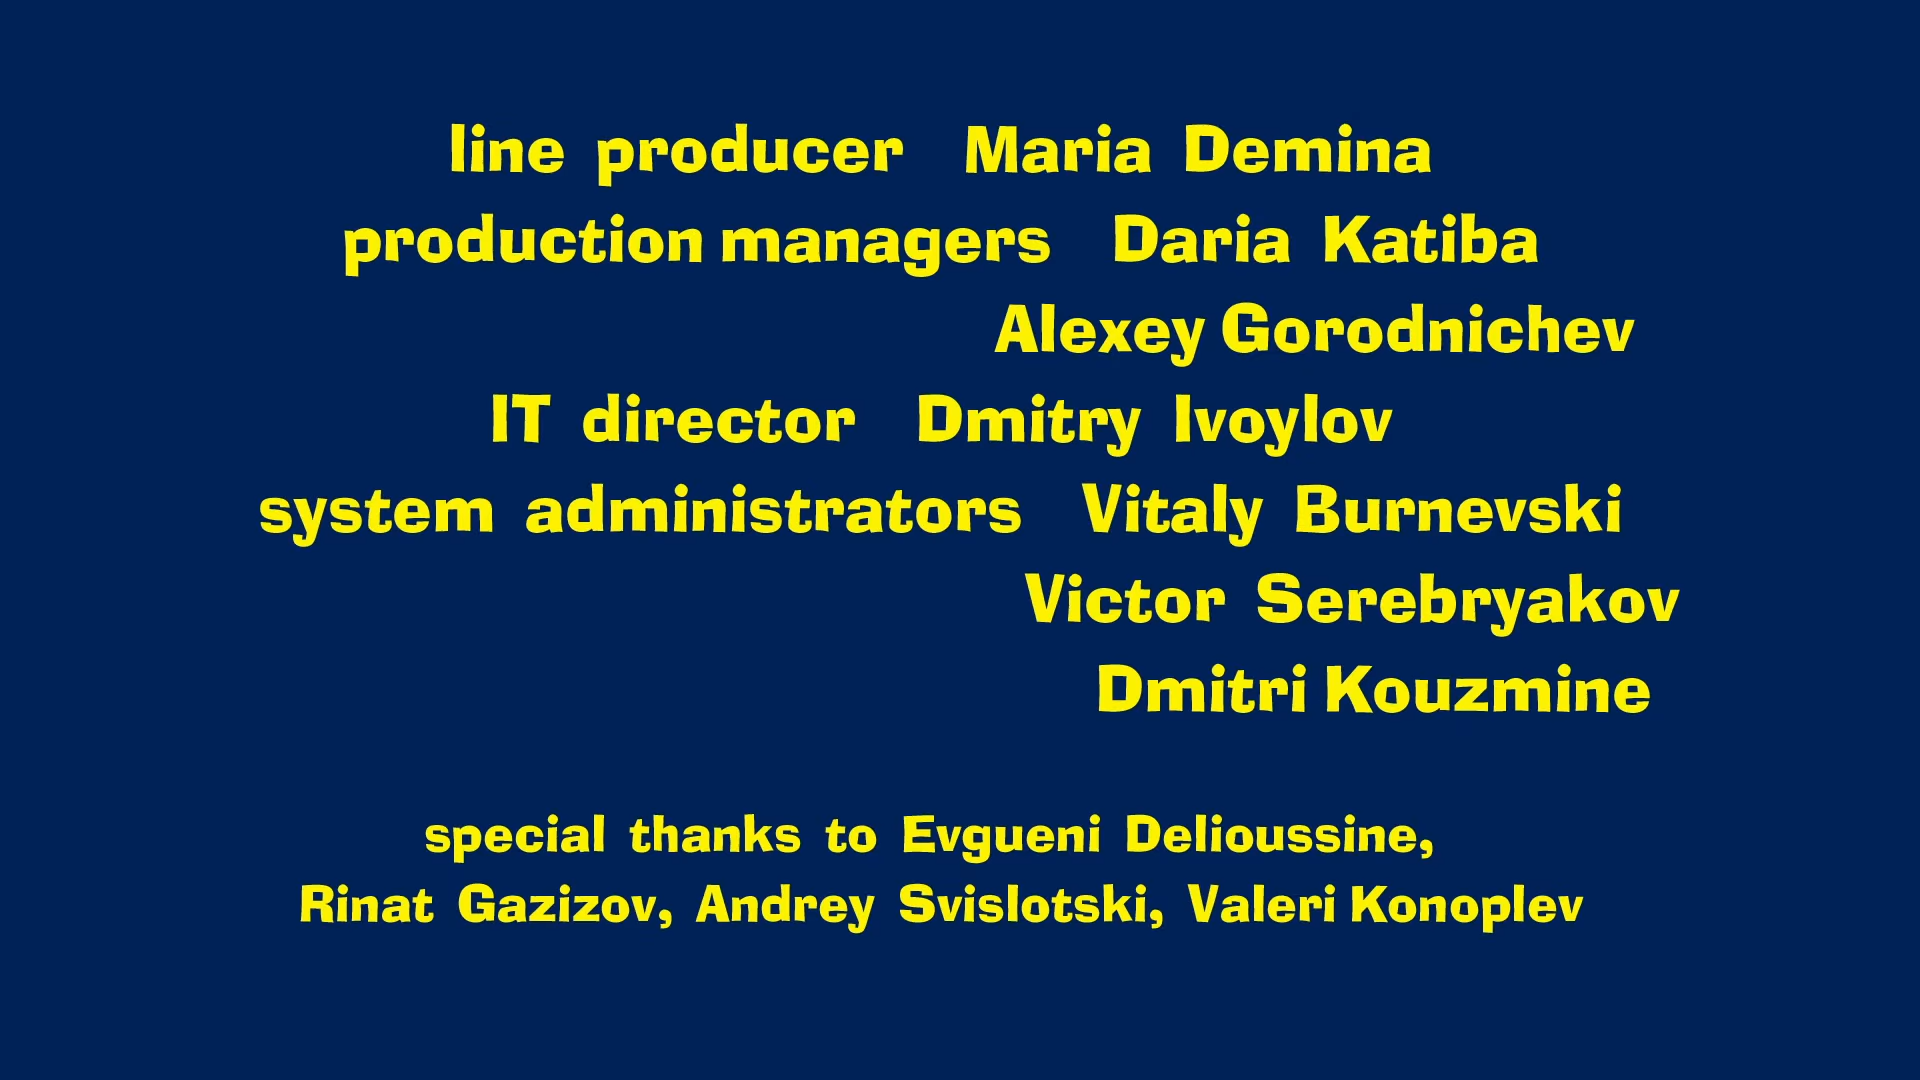 line producer Maria Demina
production managers Daria Katiba
Alexey Gorodnichev
IT director Dmitry Ivoylov
system administrators Vitaly Burnevski
Victor Serebryakov
Dmitri Kouzmine
special thanks to Evgueni Delioussine,
Rinat Gazizov, Andrey Svislotski, Valeri Konoplev